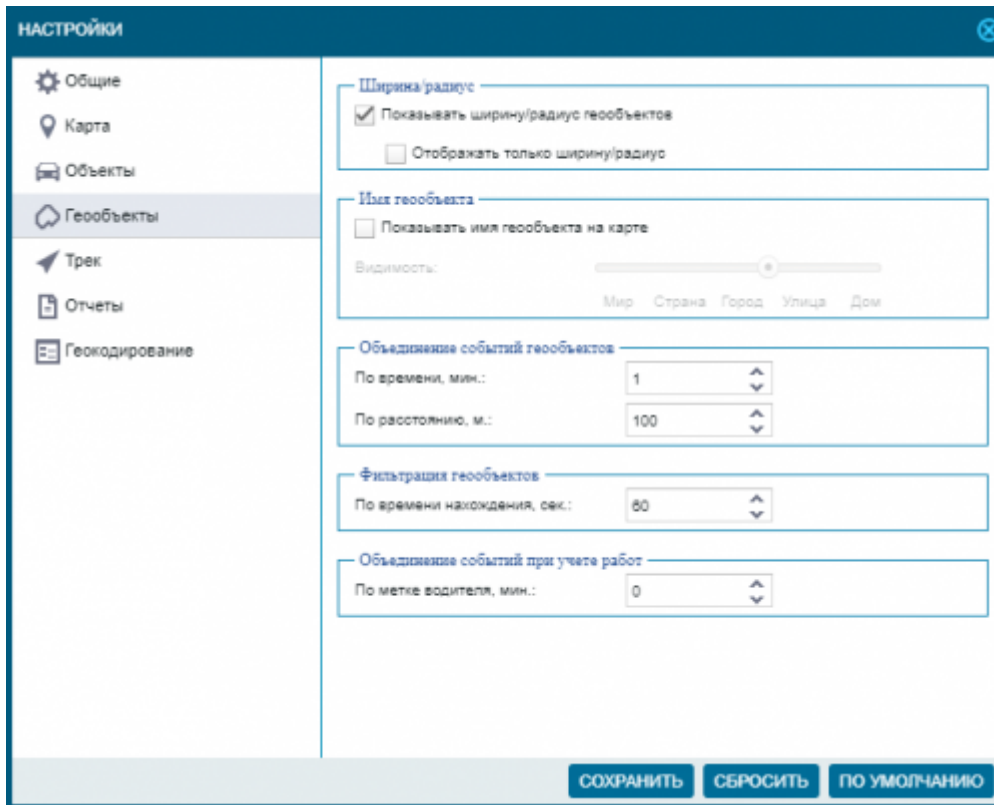 НАСТРОЙКИ
Общие
Карта
Объекты
Геообъекты
Трек
Отчеты
Геокодирование
Ширина/радиус
Показывать ширину/радиус геообъектов
Отображать только ширину/радиус
Имя геообъекта
Показывать имя геообъекта на карте
Видимость:
Мир Страна Город Улица Дом
Объединение событий геообъектов
По времени, мин.: 1
По расстоянию, м.: 100
Фильтрация геообъектов
По времени нахождения, сек.: 60
Объединение событий при учете работ
По метке водителя, мин.: 0
СОХРАНИТЬ СБРОСИТЬ ПО УМОЛЧАНИЮ